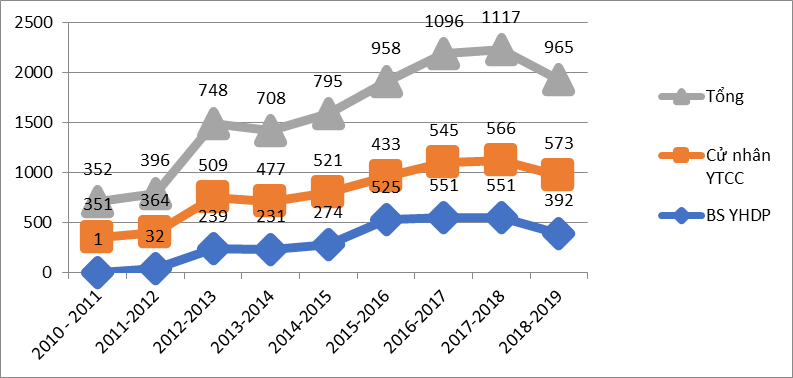 2500
2000
1500
1000
500
0
352 396 748 708 795 958 1096 1117 965
351 364 509 477 521 433 545 566 573
1 32 239 231 274 525 551 551 392
2010 - 2011
2011-2012
2012-2013
2013-2014
2014-2015
2015-2016
2016-2017
2017-2018
2018-2019
Tổng
Cử nhân
YTCC
BS YHDP